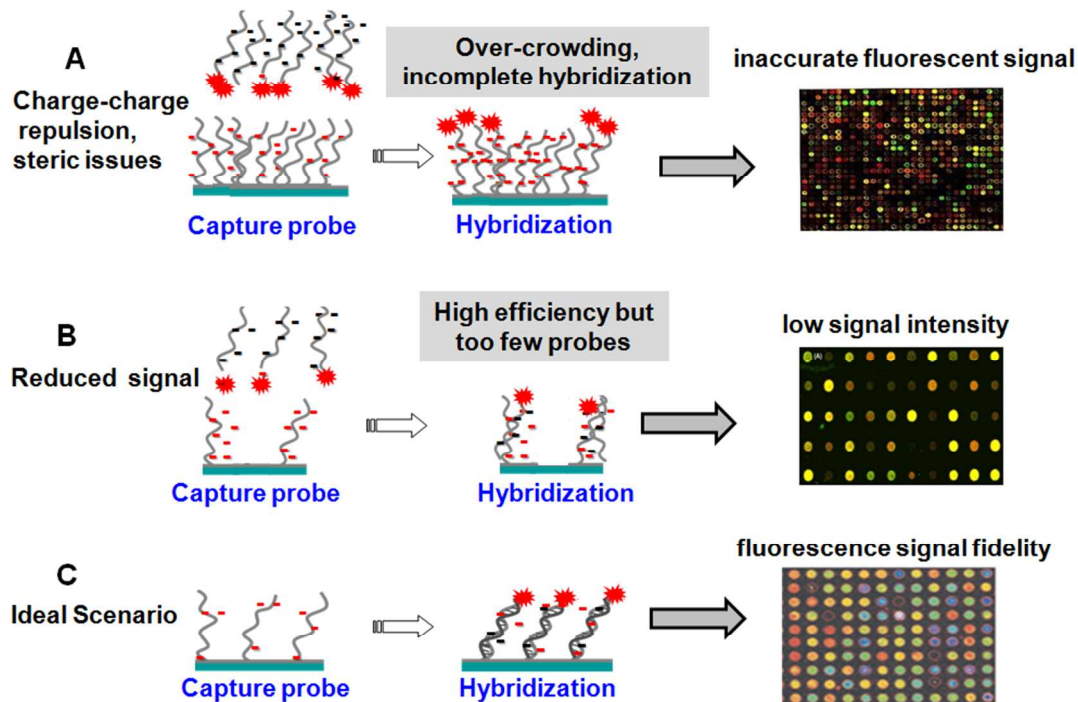 A
Charge-charge
repulsion,
steric issues
Over-crowding,
incomplete hybridization
inaccurate fluorescent signal
Capture probe
Hybridization
B
Reduced signal
High efficiency but
too few probes
low signal intensity
(A)
Capture probe
Hybridization
C
Ideal Scenario
fluorescence signal fidelity
Capture probe
Hybridization